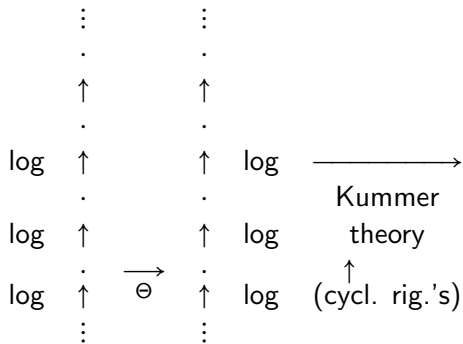 ⋮ ⋮
· ·
↑ ↑
· ·
log ↑ ↑ log ⟶
· · Kummer
log ↑ ↑ log theory
· ⟶ · ↑
log ↑ Θ ↑ log (cycl. rig.'s)
⋮ ⋮